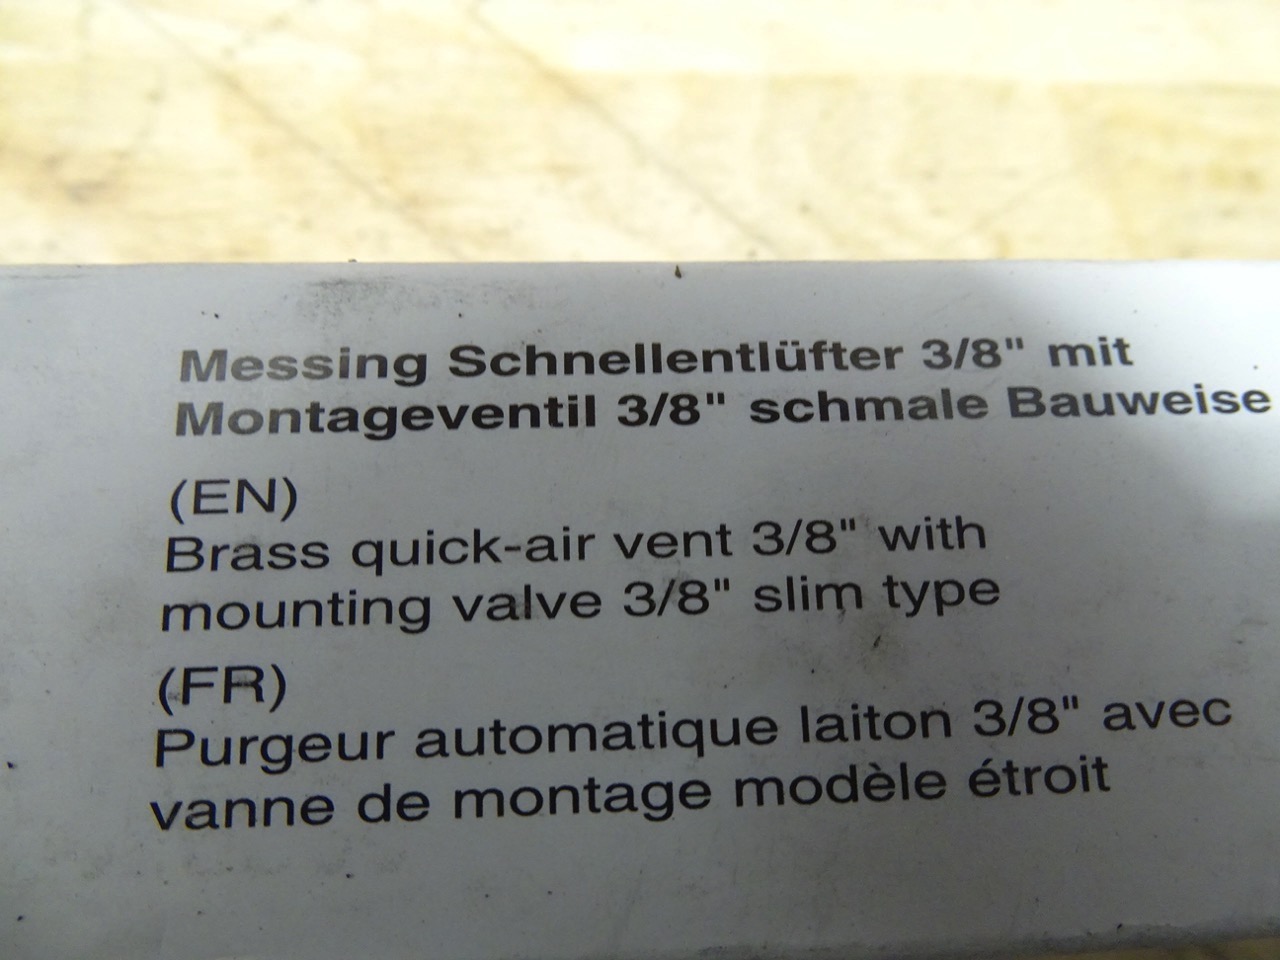 Messing Schnellentlüfter 3/8" mit
Montageventil 3/8" schmale Bauweise
(EN)
Brass quick-air vent 3/8" with
mounting valve 3/8" slim type
(FR)
Purgeur automatique laiton 3/8" avec
vanne de montage modèle étroit